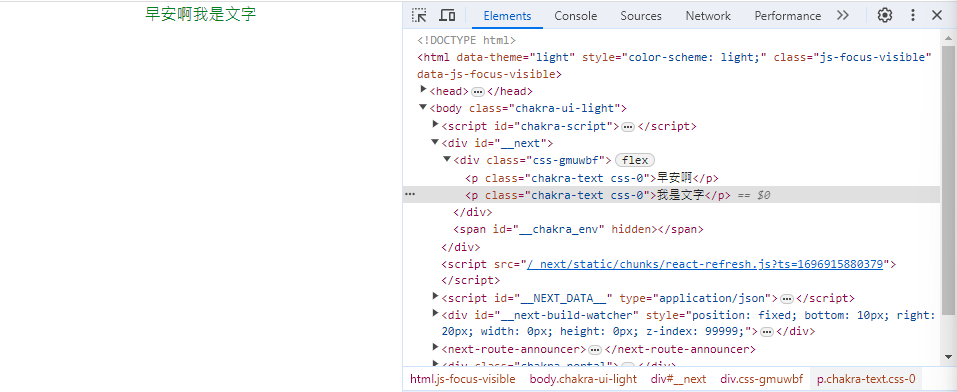 早安啊我是文字
Elements Console Sources Network Performance
<!DOCTYPE html>
<html data-theme="light" style="color-scheme: light;" class="js-focus-visible"
data-js-focus-visible>
<head>…</head>
<body class="chakra-ui-light">
<script id="chakra-script">…</script>
<div id="__next">
<div class="css-gmuwbf"> flex
<p class="chakra-text css-0">早安啊</p>
<p class="chakra-text css-0">我是文字</p> == $0
</div>
<span id="__chakra_env" hidden></span>
</div>
<script src="/_next/static/chunks/react-refresh.js?ts=1696915880379">
</script>
<script id="__NEXT_DATA__" type="application/json">…</script>
<div id="__next-build-watcher" style="position: fixed; bottom: 10px; right:
20px; width: 0px; height: 0px; z-index: 99999;">…</div>
<next-route-announcer>…</next-route-announcer>
<div class="chakra-portal">…</div>
html.js-focus-visible body.chakra-ui-light div#__next div.css-gmuwbf p.chakra-text.css-0